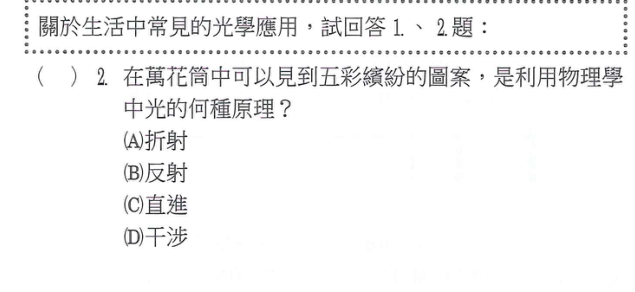 關於生活中常見的光學應用，試回答 1.、2.題：
（　）2. 在萬花筒中可以見到五彩繽紛的圖案，是利用物理學
中光的何種原理？
(A)折射
(B)反射
(C)直進
(D)干涉